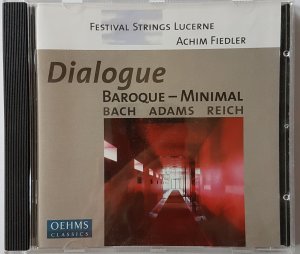 Festival Strings Lucerne
Achim Fiedler
Dialogue
Baroque – Minimal
BACH ADAMS REICH
OEHMS
CLASSICS